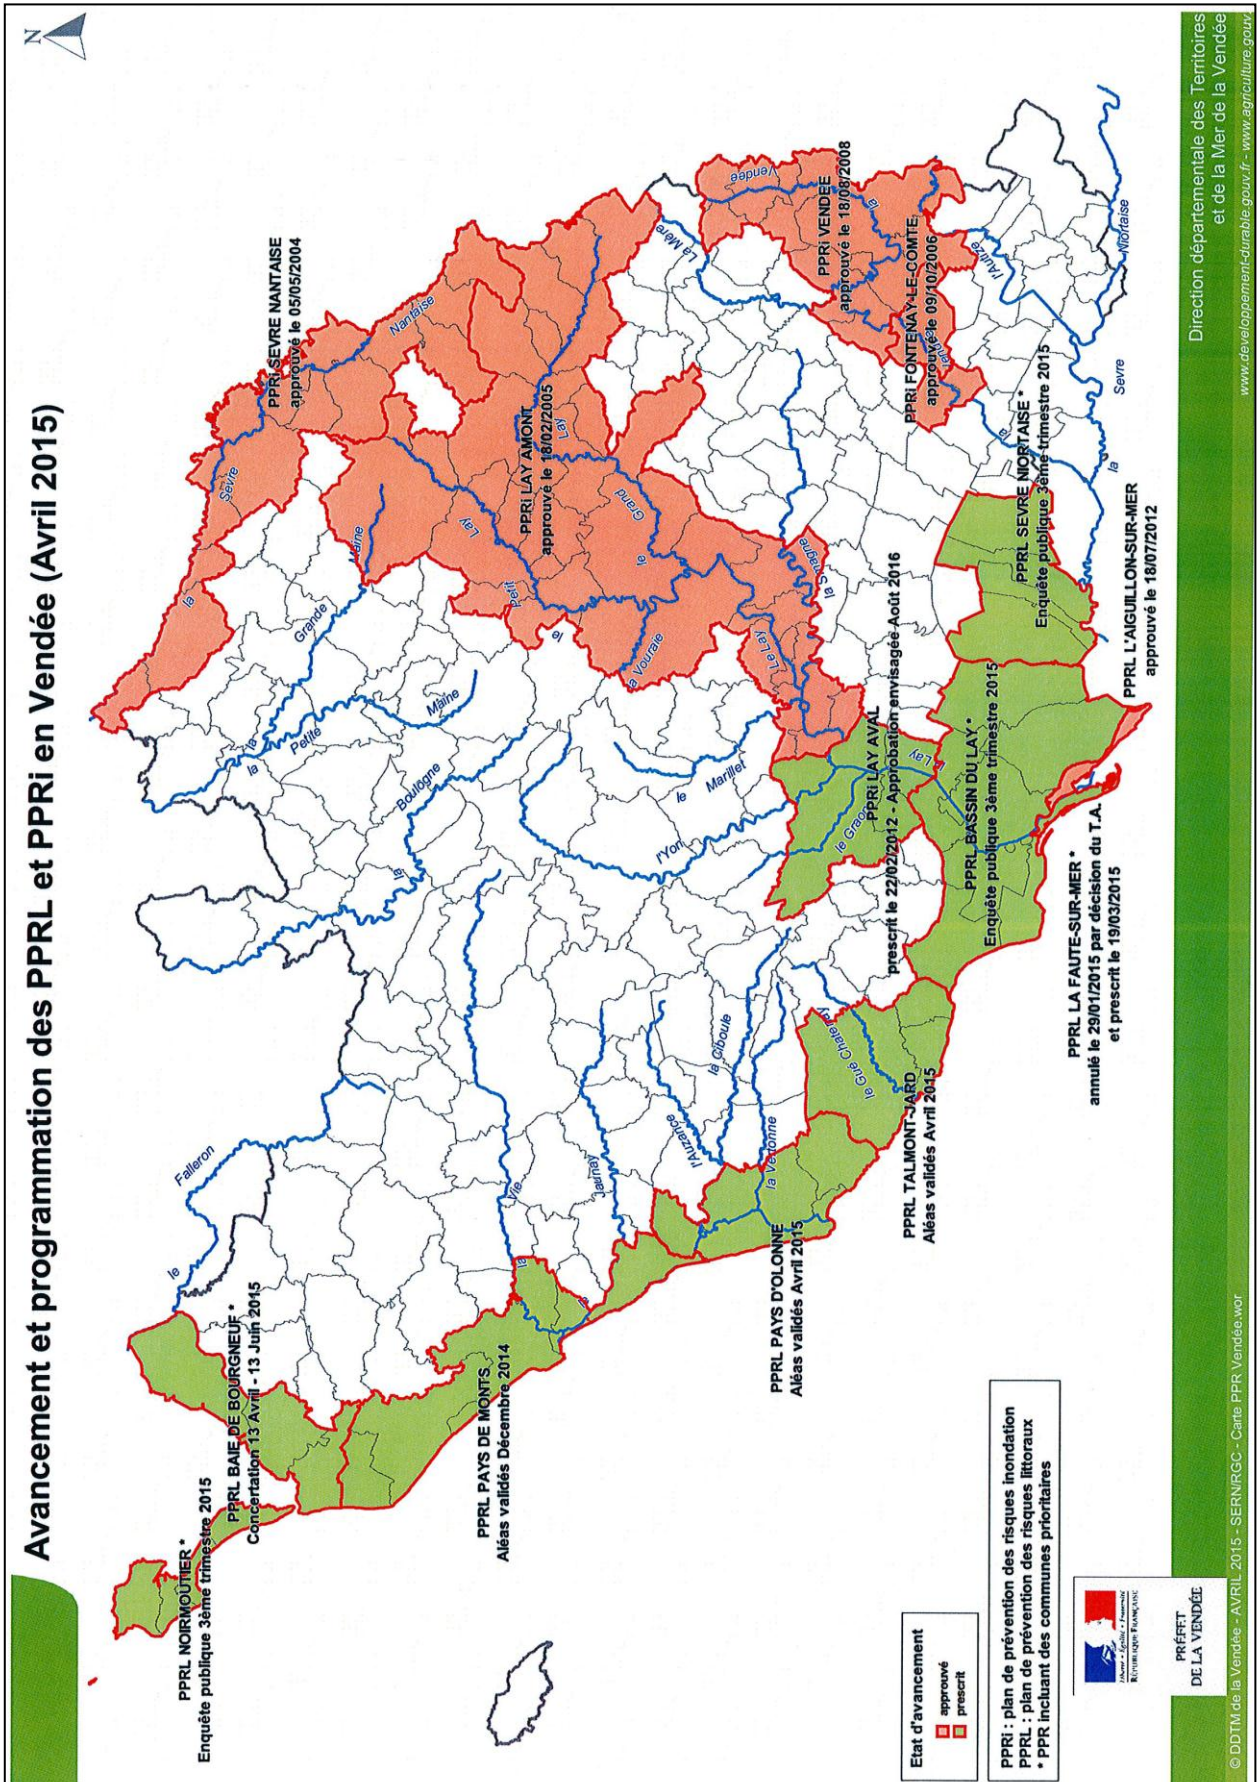 Avancement et programmation des PPRL et PPRi en Vendée (Avril 2015)
N
PPRL NOIRMOUTIER *
Enquête publique 3ème trimestre 2015
PPRL BAIE DE BOURGNEUF *
Concertation 13 Avril - 13 Juin 2015
PPRL PAYS DE MONTS
Aléas validés Décembre 2014
PPRL PAYS D'OLONNE
Aléas validés Avril 2015
PPRL TALMONT-JARD
Aléas validés Avril 2015
PPRL LA FAUTE-SUR-MER *
annulé le 29/01/2015 par décision du T.A.
et prescrit le 19/03/2015
PPRL BASSIN DU LAY *
Enquête publique 3ème trimestre 2015
PPRi LAY AVAL
prescrit le 22/02/2012 - Approbation envisagée Août 2016
PPRL L'AIGUILLON-SUR-MER
approuvé le 18/07/2012
PPRL SEVRE NIORTAISE *
Enquête publique 3ème trimestre 2015
PPRi LAY AMONT
approuvé le 18/02/2005
PPRi SEVRE NANTAISE
approuvé le 05/05/2004
PPRi VENDEE
approuvé le 18/08/2008
PPRi FONTENAY-LE-COMTE
approuvé le 09/10/2006
le
Falleron
la
Vie
le
Jaunay
l'Auzance
la Ciboule
la Vertonne
le Gué Chatenay
la
Boulogne
la
Petite
Maine
la
Grande
Maine
la
Sèvre
Nantaise
l'Yon
le
Marillet
le Graon
Lay
Le Lay
la Vouraie
le
Petit
Lay
le
Grand
Lay
la Smagne
La Mère
la
Vendée
la
l'Autize
la
Sevre
Niortaise
Etat d'avancement
approuvé
prescrit
PPRi : plan de prévention des risques inondation
PPRL : plan de prévention des risques littoraux
* PPR incluant des communes prioritaires
Liberté • Égalité • Fraternité
RÉPUBLIQUE FRANÇAISE
PRÉFET
DE LA VENDÉE
Direction départementale des Territoires
et de la Mer de la Vendée
www.developpement-durable.gouv.fr - www.agriculture.gouv.
© DDTM de la Vendée - AVRIL 2015 - SERN/RGC - Carte PPR Vendée.wor